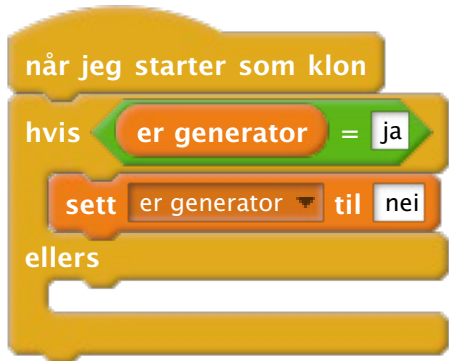 når jeg starter som klon
hvis er generator = ja
sett er generator til nei
ellers